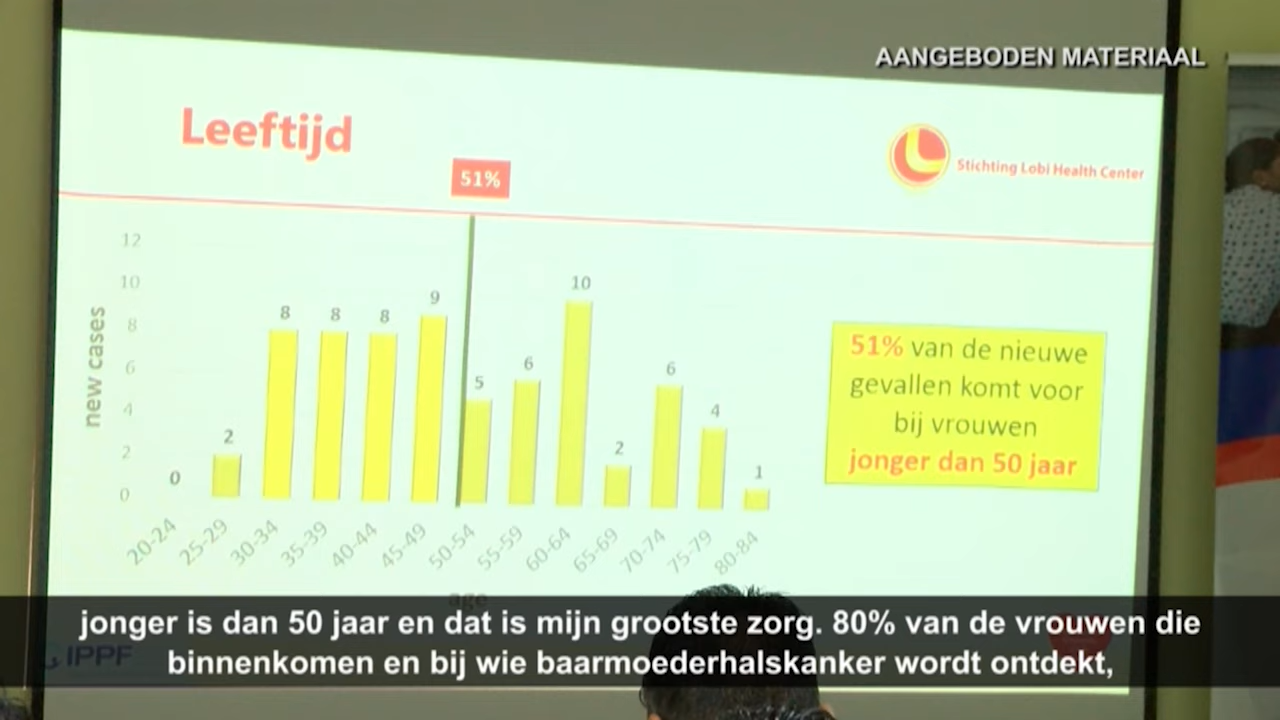 AANGEBODEN MATERIAAL
Leeftijd
Stichting Lobi Health Center
51%
12
10
8
6
4
2
0
new cases
0
2
8
8
8
9
5
6
10
2
6
4
1
20-24
25-29
30-34
35-39
40-44
45-49
50-54
55-59
60-64
65-69
70-74
75-79
80-84
age
51% van de nieuwe
gevallen komt voor
bij vrouwen
jonger dan 50 jaar
IPPF
jonger is dan 50 jaar en dat is mijn grootste zorg. 80% van de vrouwen die
binnenkomen en bij wie baarmoederhalskanker wordt ontdekt,